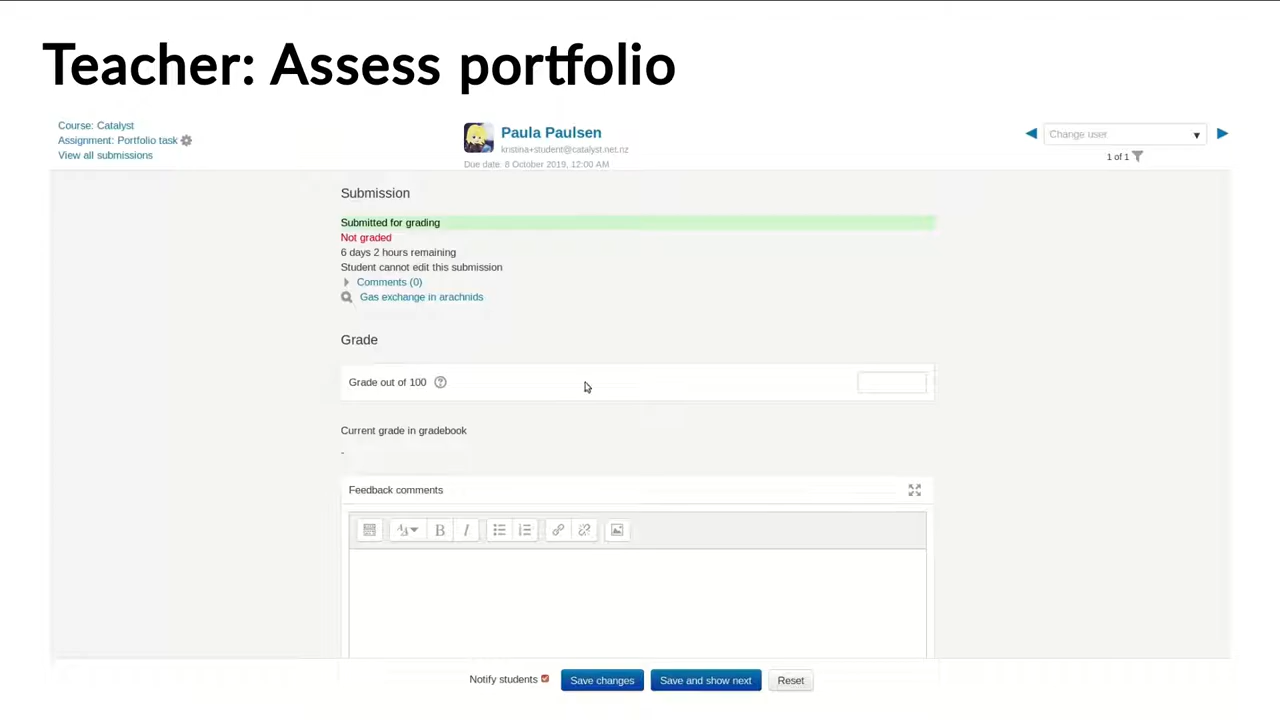 Teacher: Assess portfolio
Course: Catalyst
Assignment: Portfolio task
View all submissions
Paula Paulsen
kristina+student@catalyst.net.nz
Due date: 8 October 2019, 12:00 AM
Change user
1 of 1
Submission
Submitted for grading
Not graded
6 days 2 hours remaining
Student cannot edit this submission
Comments (0)
Gas exchange in arachnids
Grade
Grade out of 100
Current grade in gradebook
-
Feedback comments
B I
Notify students
Save changes
Save and show next
Reset